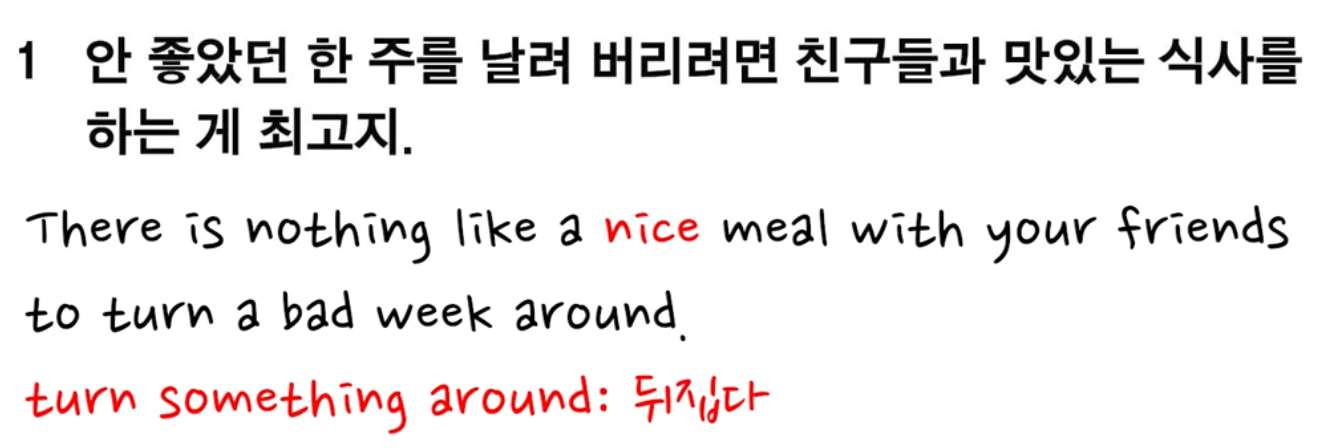 1 안 좋았던 한 주를 날려 버리려면 친구들과 맛있는 식사를
하는 게 최고지.
There is nothing like a nice meal with your friends
to turn a bad week around.
turn something around: 뒤집다